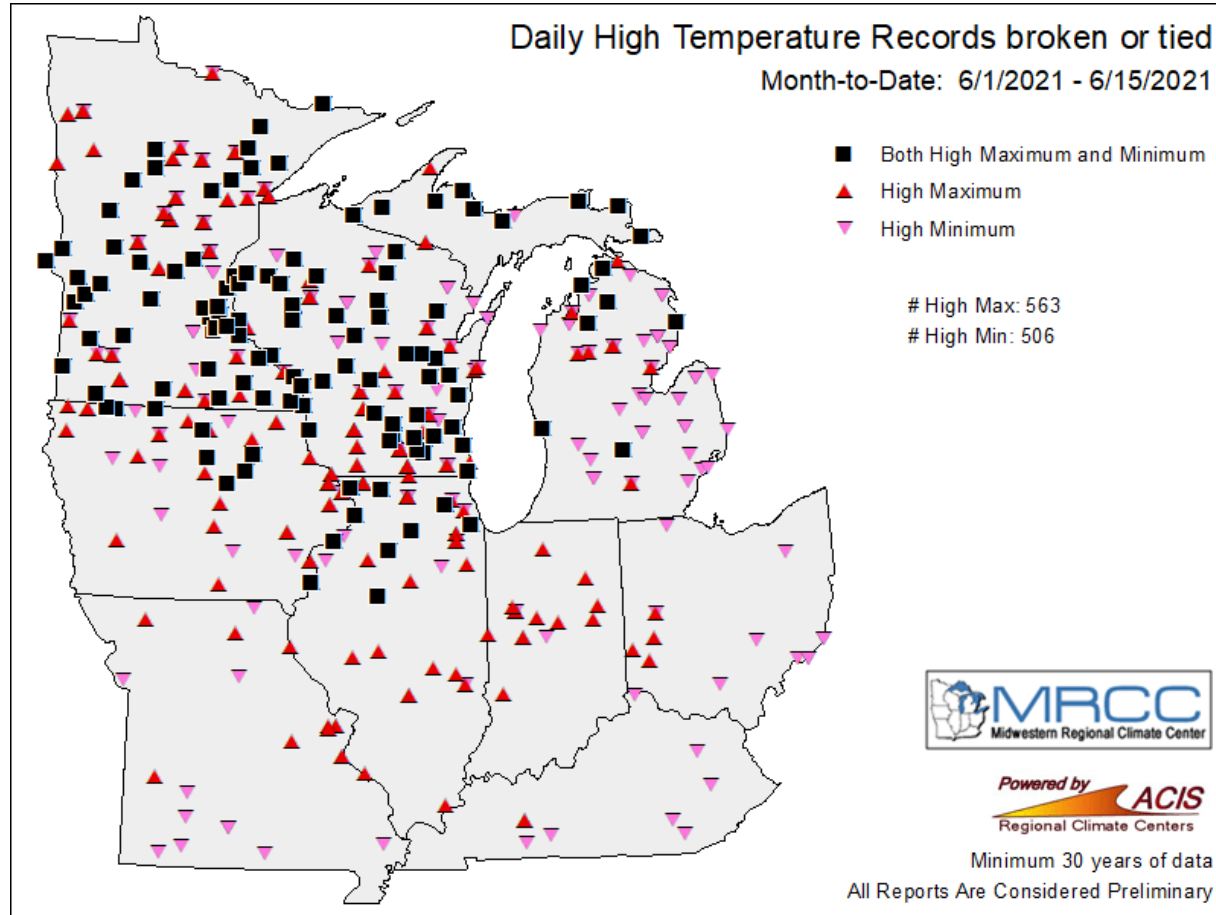 Daily High Temperature Records broken or tied
Month-to-Date: 6/1/2021 - 6/15/2021
Both High Maximum and Minimum
High Maximum
High Minimum
# High Max: 563
# High Min: 506
MRCC
Midwestern Regional Climate Center
Powered by
ACIS
Regional Climate Centers
Minimum 30 years of data
All Reports Are Considered Preliminary